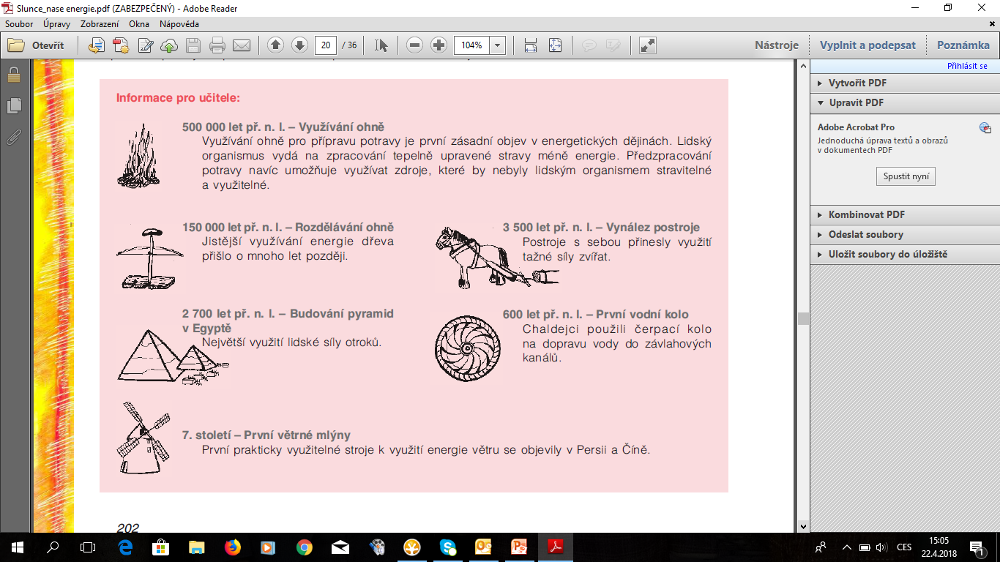 Slunce_nase energie.pdf (ZABEZPEČENÝ) - Adobe Reader
Soubor Úpravy Zobrazení Okna Nápověda
Otevřít 20 / 36 104% Nástroje Vyplnit a podepsat Poznámka
Přihlásit se
Vytvořit PDF
Upravit PDF
Adobe Acrobat Pro
Jednoduchá úprava textů a obrazů
v dokumentech PDF
Spustit nyní
Kombinovat PDF
Odeslat soubory
Uložit soubory do úložiště
Informace pro učitele:
500 000 let př. n. l. – Využívání ohně
Využívání ohně pro přípravu potravy je první zásadní objev v energetických dějinách. Lidský
organismus vydá na zpracování tepelně upravené stravy méně energie. Předzpracování
potravy navíc umožňuje využívat zdroje, které by nebyly lidským organismem stravitelné
a využitelné.
150 000 let př. n. l. – Rozdělávání ohně
Jistější využívání energie dřeva
přišlo o mnoho let později.
3 500 let př. n. l. – Vynález postroje
Postroje s sebou přinesly využití
tažné síly zvířat.
2 700 let př. n. l. – Budování pyramid
v Egyptě
Největší využití lidské síly otroků.
600 let př. n. l. – První vodní kolo
Chaldejci použili čerpací kolo
na dopravu vody do závlahových
kanálů.
7. století – První větrné mlýny
První prakticky využitelné stroje k využití energie větru se objevily v Persii a Číně.
202
CES
15:05
22.4.2018
1